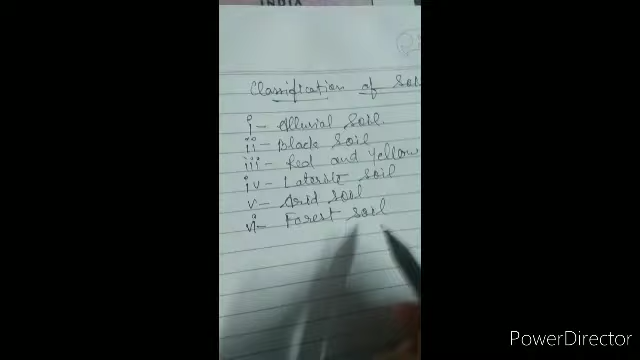 INDIA
Classification of Soi
i- Alluvial Soil
ii- Black Soil
iii- Red and Yellow
iv- Laterite Soil
v- Arid Soil
vi- Forest Soil
PowerDirector